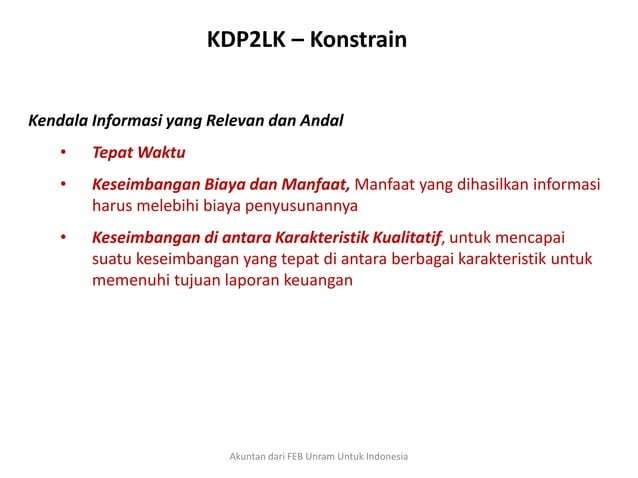 KDP2LK – Konstrain
Kendala Informasi yang Relevan dan Andal
• Tepat Waktu
• Keseimbangan Biaya dan Manfaat, Manfaat yang dihasilkan informasi
harus melebihi biaya penyusunannya
• Keseimbangan di antara Karakteristik Kualitatif, untuk mencapai
suatu keseimbangan yang tepat di antara berbagai karakteristik untuk
memenuhi tujuan laporan keuangan
Akuntan dari FEB Unram Untuk Indonesia